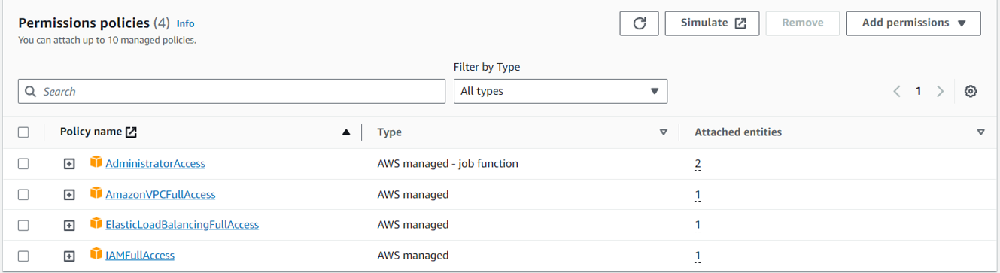 Permissions policies (4) Info
You can attach up to 10 managed policies.
Simulate
Remove
Add permissions
Filter by Type
Search
All types
1
Policy name
Type
Attached entities
AdministratorAccess
AWS managed - job function
2
AmazonVPCFullAccess
AWS managed
1
ElasticLoadBalancingFullAccess
AWS managed
1
IAMFullAccess
AWS managed
1